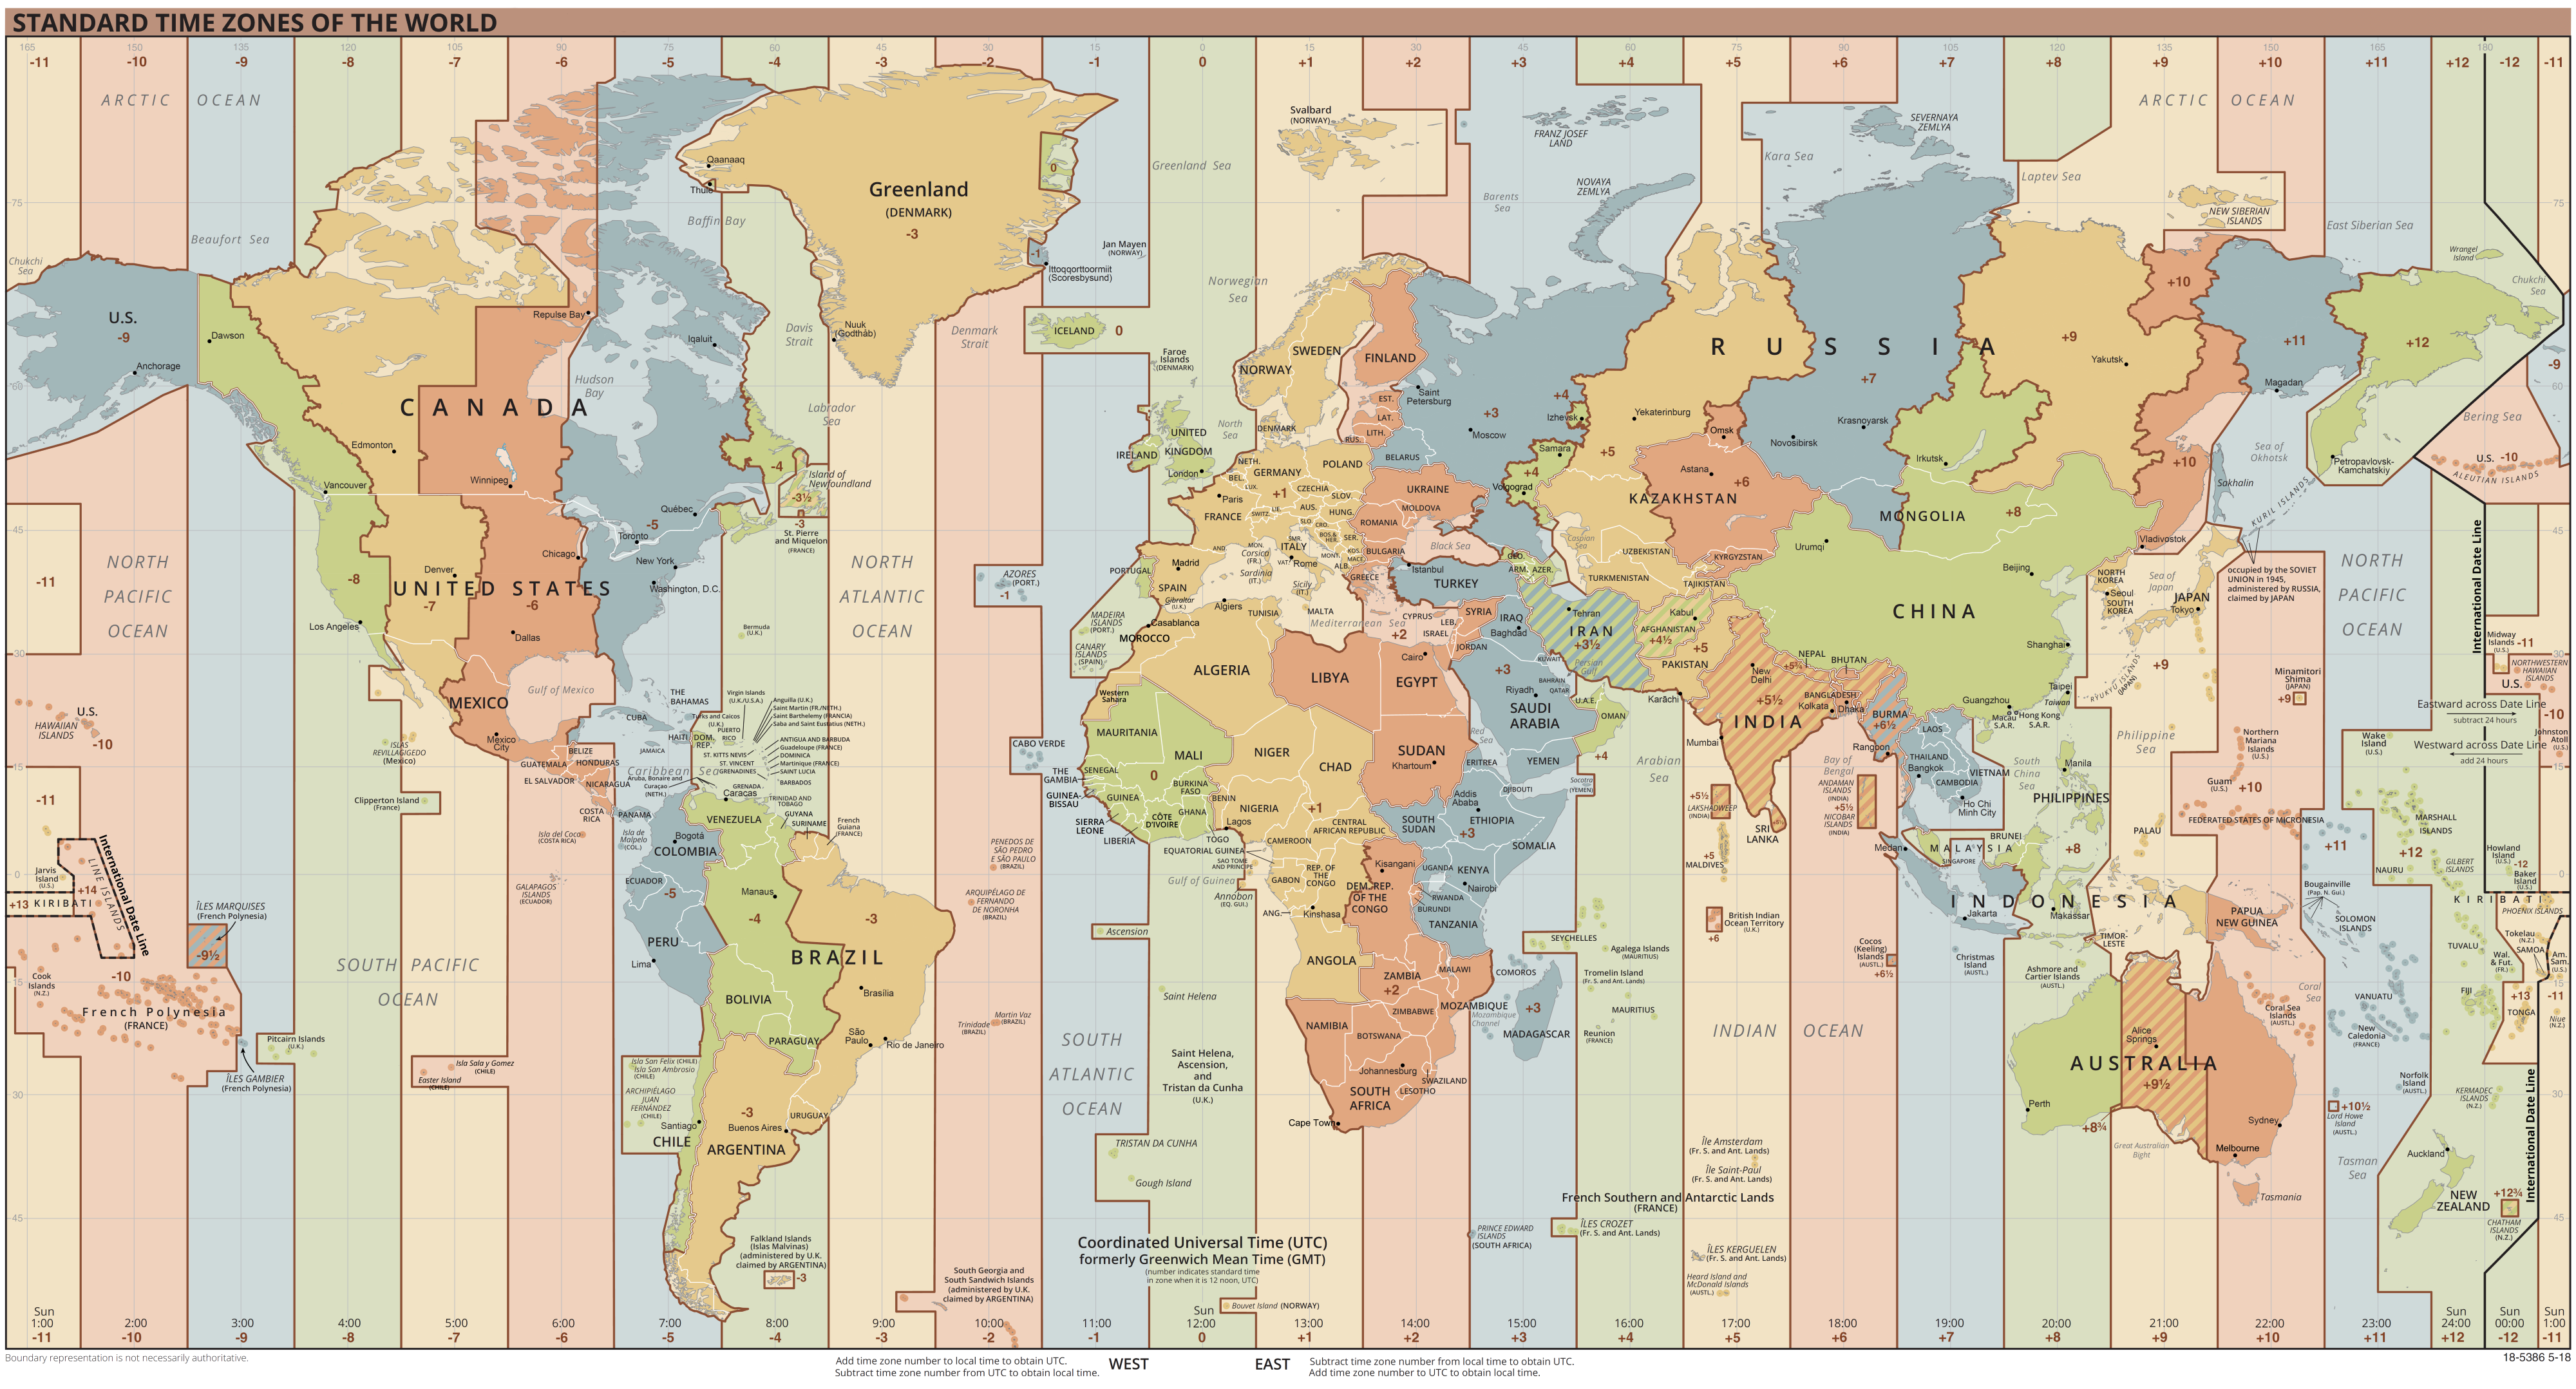 STANDARD TIME ZONES OF THE WORLD
165 150 135 120 105 90 75 60 45 30 15 0 15 30 45 60 75 90 105 120 135 150 165 180
-11 -10 -9 -8 -7 -6 -5 -4 -3 -2 -1 0 +1 +2 +3 +4 +5 +6 +7 +8 +9 +10 +11 +12 -12 -11
ARCTIC OCEAN
ARCTIC OCEAN
Chukchi
Sea
Beaufort Sea
Baffin Bay
Davis
Strait
Labrador
Sea
Hudson
Bay
Denmark
Strait
Greenland Sea
Norwegian
Sea
North
Sea
Barents
Sea
Kara Sea
Laptev Sea
East Siberian Sea
Chukchi
Sea
Bering Sea
Sea of
Okhotsk
U.S.
-9
Anchorage
Dawson
CANADA
Edmonton
Vancouver
Winnipeg
Repulse Bay
Iqaluit
Québec
Toronto
-5
-4
Island of
Newfoundland
-3½
-3
St. Pierre
and Miquelon
(FRANCE)
Qaanaaq
Thule
Greenland
(DENMARK)
-3
0
-1
Ittoqqortoormiit
(Scoresbysund)
Nuuk
(Godthåb)
Jan Mayen
(NORWAY)
ICELAND 0
Faroe
Islands
(DENMARK)
Svalbard
(NORWAY)
FRANZ JOSEF
LAND
NOVAYA
ZEMLYA
SEVERNAYA
ZEMLYA
NEW SIBERIAN
ISLANDS
Wrangel
Island
UNITED STATES
-8
-7
-6
Los Angeles
Denver
Dallas
Chicago
New York
Washington, D.C.
NORTH
PACIFIC
OCEAN
NORTH
ATLANTIC
OCEAN
-11
Bermuda
(U.K.)
AZORES
(PORT.)
-1
MADEIRA
ISLANDS
(PORT.)
CANARY
ISLANDS
(SPAIN)
MEXICO
Mexico
City
Gulf of Mexico
U.S.
HAWAIIAN
ISLANDS
-10
ISLAS
REVILLAGIGEDO
(Mexico)
Clipperton Island
(France)
THE
BAHAMAS
CUBA
HAITI
DOM.
REP.
JAMAICA
PUERTO
RICO
Turks and Caicos
(U.K.)
Virgin Islands
(U.K./U.S.A.)
Anguilla (U.K.)
Saint Martin (FR./NETH.)
Saint Barthelemy (FRANCIA)
Saba and Saint Eustatius (NETH.)
ANTIGUA AND BARBUDA
Guadeloupe (FRANCE)
DOMINICA
Martinique (FRANCE)
SAINT LUCIA
BARBADOS
ST. KITTS NEVIS
ST. VINCENT
GRENADINES
GRENADA
TRINIDAD AND
TOBAGO
Aruba, Bonaire and
Curaçao
(NETH.)
Caribbean Sea
BELIZE
GUATEMALA
HONDURAS
EL SALVADOR
NICARAGUA
COSTA
RICA
PANAMA
Isla del Coco
(COSTA RICA)
Isla de
Malpelo
(COL.)
GALAPAGOS
ISLANDS
(ECUADOR)
Caracas
VENEZUELA
GUYANA
SURINAME
French
Guiana
(FRANCE)
Bogotá
COLOMBIA
ECUADOR
-5
PERU
Lima
Manaus
-4
BRAZIL
-3
Brasília
São
Paulo
Rio de Janeiro
BOLIVIA
PARAGUAY
URUGUAY
Buenos Aires
ARGENTINA
-3
CHILE
Santiago
Isla San Felix (CHILE)
Isla San Ambrosio
(CHILE)
ARCHIPIÉLAGO
JUAN
FERNÁNDEZ
(CHILE)
Isla Sala y Gomez
(CHILE)
Easter Island
(CHILE)
Falkland Islands
(Islas Malvinas)
(administered by U.K.
claimed by ARGENTINA)
-3
South Georgia and
South Sandwich Islands
(administered by U.K.
claimed by ARGENTINA)
PENEDOS DE
SÃO PEDRO
E SÃO PAULO
(BRAZIL)
ARQUIPÉLAGO DE
FERNANDO
DE NORONHA
(BRAZIL)
Martin Vaz
(BRAZIL)
Trinidade
(BRAZIL)
SOUTH PACIFIC
OCEAN
SOUTH
ATLANTIC
OCEAN
-11
Jarvis
Island
(U.S.)
+13 KIRIBATI
+14
LINE ISLANDS
International Date Line
Cook
Islands
(N.Z.)
-10
French Polynesia
(FRANCE)
ÎLES MARQUISES
(French Polynesia)
-9½
ÎLES GAMBIER
(French Polynesia)
Pitcairn Islands
(U.K.)
CABO VERDE
Ascension
Saint Helena
Saint Helena,
Ascension,
and
Tristan da Cunha
(U.K.)
TRISTAN DA CUNHA
Gough Island
Bouvet Island (NORWAY)
IRELAND
UNITED
KINGDOM
London
NORWAY
SWEDEN
FINLAND
DENMARK
EST.
LAT.
LITH.
RUS.
BELARUS
POLAND
NETH.
BEL.
LUX.
GERMANY
+1
CZECHIA
SLOV.
AUS.
HUNG.
LIE.
SWITZ.
FRANCE
Paris
SLO.
CRO.
BOS.&
HER.
SER.
MONT.
KOS.
MACE.
ALB.
GREECE
BULGARIA
ROMANIA
MOLDOVA
UKRAINE
Black Sea
ITALY
Rome
VAT.
SMR.
MON.
AND.
Corsica
(FR.)
Sardinia
(IT.)
Sicily
(IT.)
MALTA
Mediterranean Sea
PORTUGAL
SPAIN
Madrid
Gibraltar
(U.K.)
Istanbul
TURKEY
CYPRUS
SYRIA
LEB.
ISRAEL
JORDAN
+2
RUSSIA
Saint
Petersburg
Moscow
+3
+4
Izhevsk
Samara
+4
Volgograd
Yekaterinburg
+5
Omsk
Novosibirsk
Krasnoyarsk
+7
Irkutsk
+8
Yakutsk
+9
+10
+10
+11
Magadan
+12
Petropavlovsk-
Kamchatskiy
Vladivostok
Sakhalin
KURIL ISLANDS
occupied by the SOVIET
UNION in 1945,
administered by RUSSIA,
claimed by JAPAN
-9
U.S. -10
ALEUTIAN ISLANDS
GEO.
ARM.
AZER.
Caspian
Sea
KAZAKHSTAN
Astana
+6
UZBEKISTAN
TURKMENISTAN
KYRGYZSTAN
TAJIKISTAN
MONGOLIA
CHINA
Urumqi
Beijing
Shanghai
Guangzhou
Macau
S.A.R.
Hong Kong
S.A.R.
Taipei
Taiwan
NORTH
KOREA
Seoul
SOUTH
KOREA
Sea of
Japan
JAPAN
Tokyo
+9
RYUKYU ISLANDS
(JAPAN)
IRAQ
Baghdad
Tehran
IRAN
+3½
Kabul
AFGHANISTAN
+4½
PAKISTAN
+5
Karāchi
KUWAIT
BAHRAIN
QATAR
Persian
Gulf
Riyadh
SAUDI
ARABIA
+3
U.A.E.
OMAN
+4
YEMEN
Socotra
(YEMEN)
Red
Sea
Arabian
Sea
NEPAL
+5¾
BHUTAN
New
Delhi
INDIA
+5½
Mumbai
Kolkata
BANGLADESH
Dhaka
BURMA
+6½
Rangoon
SRI
LANKA
+5½
LAKSHADWEEP
(INDIA)
+5
MALDIVES
Bay of
Bengal
ANDAMAN
ISLANDS
(INDIA)
+5½
NICOBAR
ISLANDS
(INDIA)
British Indian
Ocean Territory
(U.K.)
+6
Cocos
(Keeling)
Islands
(AUSTL.)
+6½
Christmas
Island
(AUSTL.)
LAOS
THAILAND
Bangkok
VIETNAM
CAMBODIA
Ho Chi
Minh City
South
China
Sea
Manila
PHILIPPINES
Philippine
Sea
BRUNEI
MALAYSIA
SINGAPORE
Medan
INDONESIA
+8
Jakarta
Makassar
TIMOR-
LESTE
PALAU
PAPUA
NEW GUINEA
Ashmore and
Cartier Islands
(AUSTL.)
AUSTRALIA
Alice
Springs
+9½
Perth
+8¾
Great Australian
Bight
Sydney
Melbourne
Tasmania
Tasman
Sea
Coral
Sea
Coral Sea
Islands
(AUSTL.)
MOROCCO
Casablanca
Western
Sahara
Algiers
ALGERIA
TUNISIA
LIBYA
EGYPT
Cairo
MAURITANIA
MALI
0
NIGER
CHAD
SUDAN
Khartoum
ERITREA
DJIBOUTI
Addis
Ababa
ETHIOPIA
+3
SOMALIA
SENEGAL
THE
GAMBIA
GUINEA-
BISSAU
GUINEA
SIERRA
LEONE
LIBERIA
CÔTE
D'IVOIRE
BURKINA
FASO
GHANA
TOGO
BENIN
NIGERIA
Lagos
+1
CAMEROON
CENTRAL
AFRICAN REPUBLIC
SOUTH
SUDAN
EQUATORIAL GUINEA
SAO TOME
AND PRINCIPE
Gulf of Guinea
Annobon
(EQ. GUI.)
GABON
REP. OF
THE
CONGO
DEM. REP.
OF THE
CONGO
Kisangani
Kinshasa
ANG.
UGANDA
KENYA
Nairobi
RWANDA
BURUNDI
TANZANIA
ANGOLA
ZAMBIA
+2
MALAWI
MOZAMBIQUE
Mozambique
Channel
ZIMBABWE
NAMIBIA
BOTSWANA
Johannesburg
SWAZILAND
LESOTHO
SOUTH
AFRICA
Cape Town
COMOROS
+3
MADAGASCAR
SEYCHELLES
Agalega Islands
(MAURITIUS)
Tromelin Island
(Fr. S. and Ant. Lands)
MAURITIUS
Reunion
(FRANCE)
INDIAN OCEAN
Île Amsterdam
(Fr. S. and Ant. Lands)
Île Saint-Paul
(Fr. S. and Ant. Lands)
French Southern and Antarctic Lands
(FRANCE)
ÎLES CROZET
(Fr. S. and Ant. Lands)
PRINCE EDWARD
ISLANDS
(SOUTH AFRICA)
ÎLES KERGUELEN
(Fr. S. and Ant. Lands)
Heard Island and
McDonald Islands
(AUSTL.)
NORTH
PACIFIC
OCEAN
International Date Line
Midway
Islands -11
(U.S.)
NORTHWESTERN
HAWAIIAN
ISLANDS
U.S.
-10
Minamitori
Shima
(JAPAN)
+9
Eastward across Date Line
subtract 24 hours
Westward across Date Line
add 24 hours
Johnston
Atoll
(U.S.)
Wake
Island
(U.S.)
Northern
Mariana
Islands
(U.S.)
Guam
(U.S.)
+10
FEDERATED STATES OF MICRONESIA
+11
MARSHALL
ISLANDS
+12
NAURU
GILBERT
ISLANDS
Howland
Island
(U.S.)
-12
Baker
Island
(U.S.)
KIRIBATI
PHOENIX ISLANDS
Bougainville
(Pap. N. Gui.)
SOLOMON
ISLANDS
TUVALU
Tokelau
(N.Z.)
Wal.
& Fut.
(FR.)
SAMOA
Am.
Sam.
(U.S.)
-11
Niue
(N.Z.)
FIJI
+13
TONGA
VANUATU
New
Caledonia
(FRANCE)
Norfolk
Island
(AUSTL.)
+10½
Lord Howe
Island
(AUSTL.)
KERMADEC
ISLANDS
(N.Z.)
International Date Line
Auckland
NEW
ZEALAND
+12¾
CHATHAM
ISLANDS
(N.Z.)
75 75
60 60
45 45
30 30
15 15
0 0
15 15
30 30
45 45
Coordinated Universal Time (UTC)
formerly Greenwich Mean Time (GMT)
(number indicates standard time
in zone when it is 12 noon, UTC)
Sun Sun Sun Sun Sun
1:00 2:00 3:00 4:00 5:00 6:00 7:00 8:00 9:00 10:00 11:00 12:00 13:00 14:00 15:00 16:00 17:00 18:00 19:00 20:00 21:00 22:00 23:00 24:00 00:00 1:00
-11 -10 -9 -8 -7 -6 -5 -4 -3 -2 -1 0 +1 +2 +3 +4 +5 +6 +7 +8 +9 +10 +11 +12 -12 -11
Boundary representation is not necessarily authoritative.
Add time zone number to local time to obtain UTC.
Subtract time zone number from UTC to obtain local time.
WEST EAST
Subtract time zone number from local time to obtain UTC.
Add time zone number to UTC to obtain local time.
18-5386 5-18